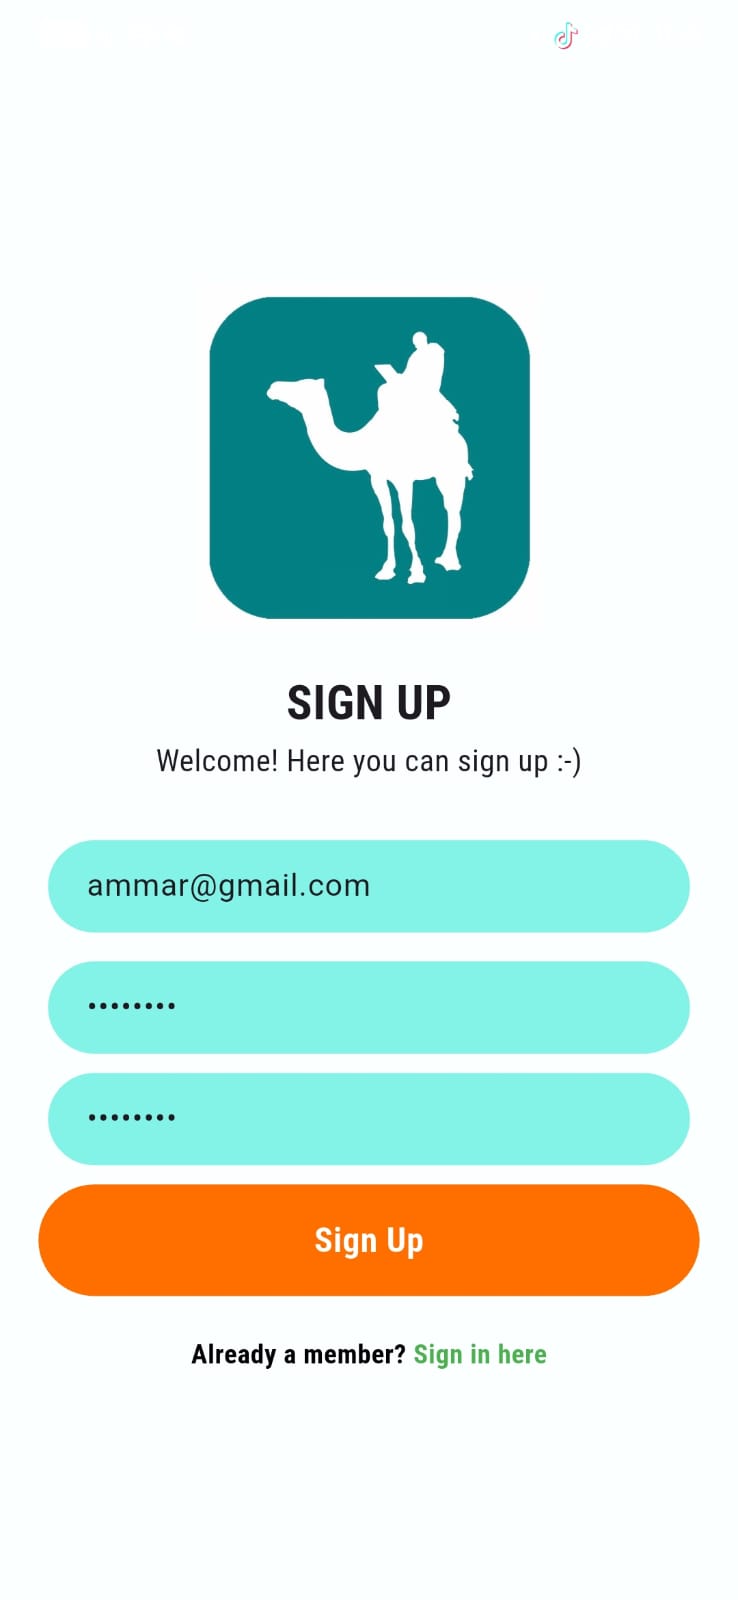 SIGN UP
Welcome! Here you can sign up :-)
ammar@gmail.com
••••••••
••••••••
Sign Up
Already a member? Sign in here